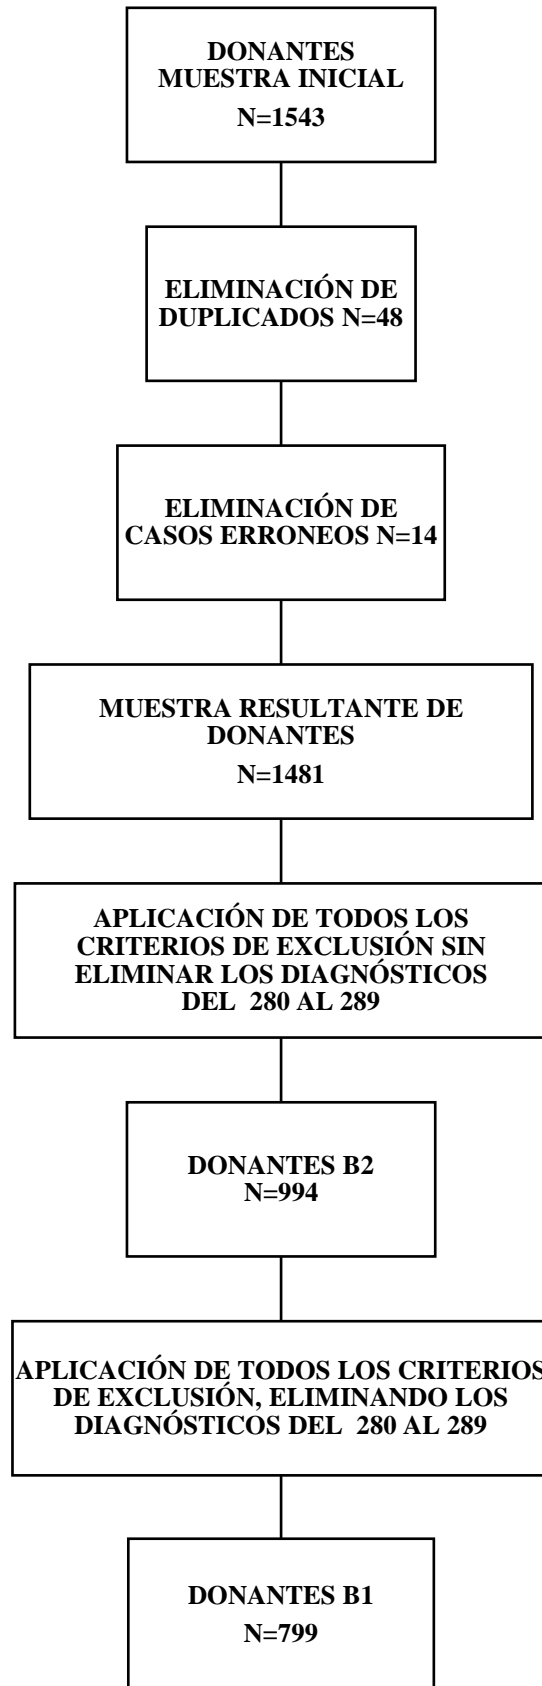 DONANTES
MUESTRA INICIAL
N=1543
ELIMINACIÓN DE
DUPLICADOS N=48
ELIMINACIÓN DE
CASOS ERRONEOS N=14
MUESTRA RESULTANTE DE
DONANTES
N=1481
APLICACIÓN DE TODOS LOS
CRITERIOS DE EXCLUSIÓN SIN
ELIMINAR LOS DIAGNÓSTICOS
DEL 280 AL 289
DONANTES B2
N=994
APLICACIÓN DE TODOS LOS CRITERIOS
DE EXCLUSIÓN, ELIMINANDO LOS
DIAGNÓSTICOS DEL 280 AL 289
DONANTES B1
N=799